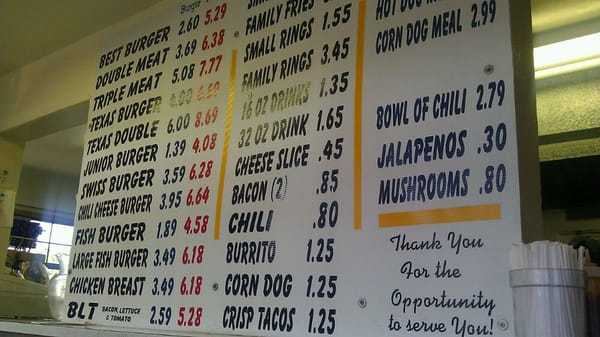 Burger
BEST BURGER 2.60 5.29
DOUBLE MEAT 3.69 6.38
TRIPLE MEAT 5.08 7.77
TEXAS BURGER 4.00
TEXAS DOUBLE 6.00 8.69
JUNIOR BURGER 1.39 4.08
SWISS BURGER 3.59 6.28
CHILI CHEESE BURGER 3.95 6.64
FISH BURGER 1.89 4.58
LARGE FISH BURGER 3.49 6.18
CHICKEN BREAST 3.49 6.18
BLT BACON, LETTUCE
& TOMATO 2.59 5.28
FAMILY FRIES
SMALL RINGS 1.55
FAMILY RINGS 3.45
16 OZ DRINKS 1.35
32 OZ DRINK 1.65
CHEESE SLICE .45
BACON (2) .85
CHILI .80
BURRITO 1.25
CORN DOG 1.25
CRISP TACOS 1.25
HOT DOG
CORN DOG MEAL 2.99
BOWL OF CHILI 2.79
JALAPENOS .30
MUSHROOMS .80
Thank You
For the
Opportunity
to serve You!